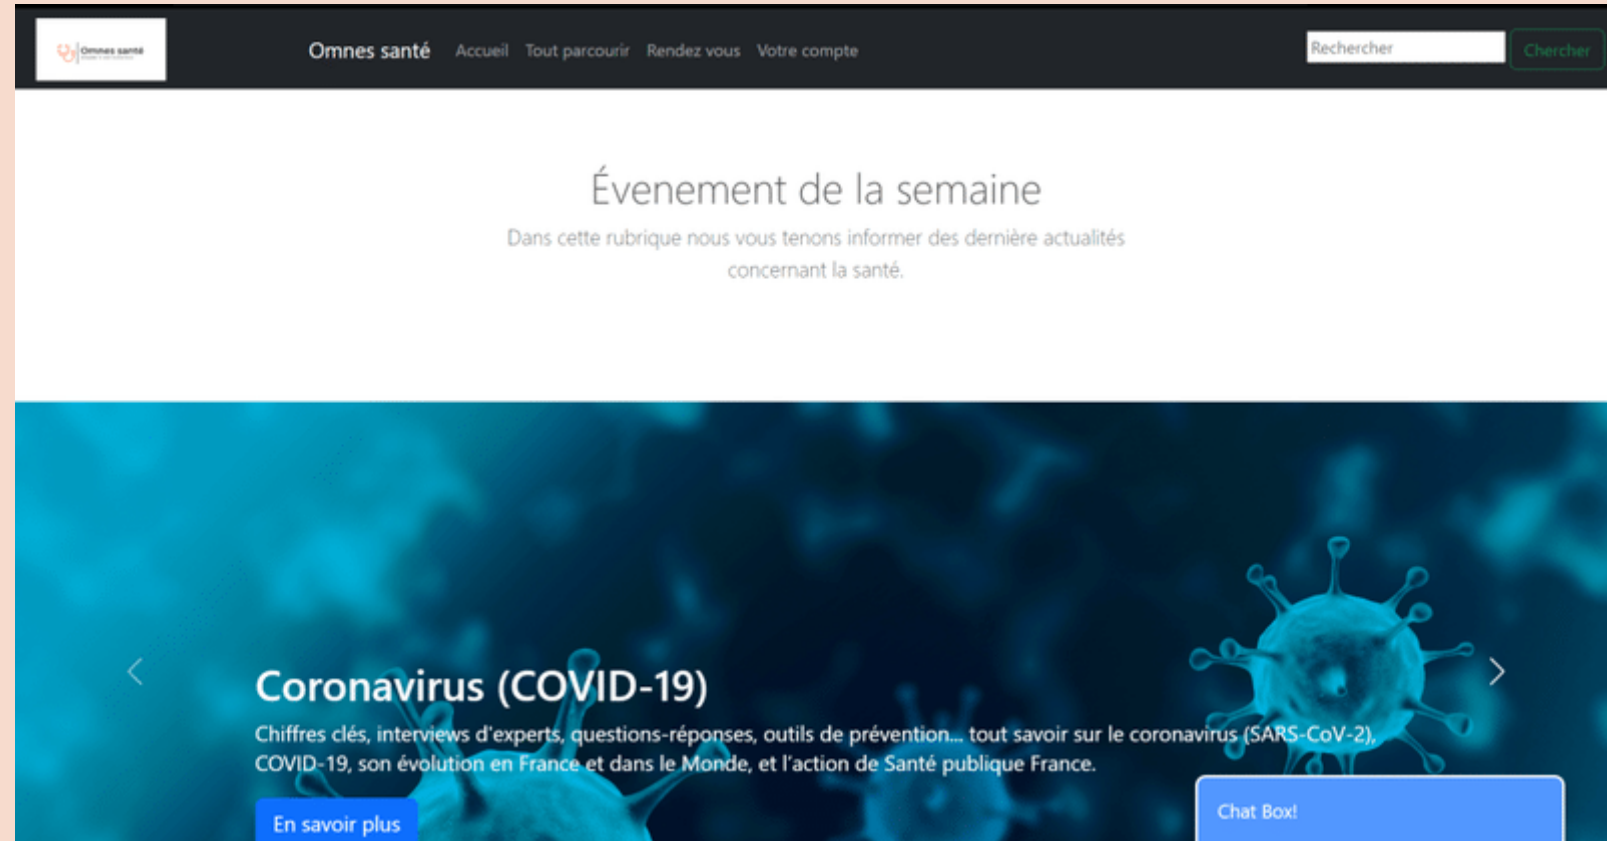 Omnes santé
Omnes santé Accueil Tout parcourir Rendez vous Votre compte
Rechercher Chercher
Évenement de la semaine
Dans cette rubrique nous vous tenons informer des dernière actualités
concernant la santé.
Coronavirus (COVID-19)
Chiffres clés, interviews d'experts, questions-réponses, outils de prévention... tout savoir sur le coronavirus (SARS-CoV-2),
COVID-19, son évolution en France et dans le Monde, et l'action de Santé publique France.
En savoir plus
Chat Box!